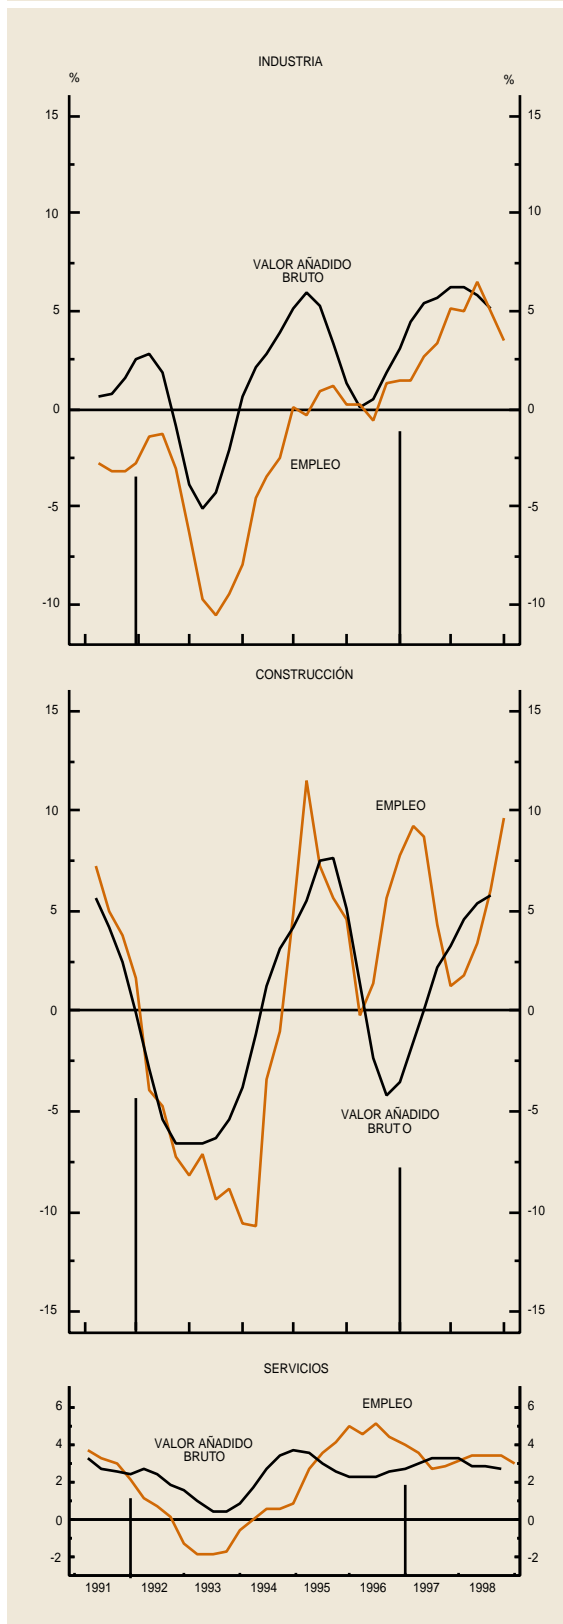 INDUSTRIA
% %
15 15
10 10
VALOR AÑADIDO
BRUTO
5 5
0 0
EMPLEO
-5 -5
-10 -10
CONSTRUCCIÓN
15 15
EMPLEO
10 10
5 5
0 0
-5 -5
VALOR AÑADIDO
BRUTO
-10 -10
-15 -15
SERVICIOS
EMPLEO
6 6
VALOR AÑADIDO
BRUTO
4 4
2 2
0 0
-2 -2
1991 1992 1993 1994 1995 1996 1997 1998